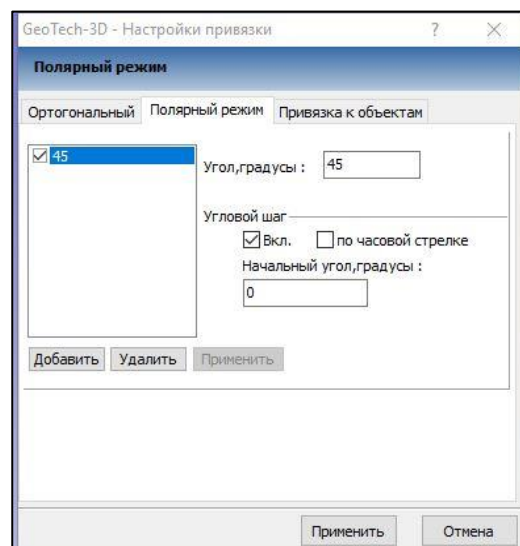 GeoTech-3D - Настройки привязки ?
Полярный режим
Ортогональный Полярный режим Привязка к объектам
45
Угол,градусы : 45
Угловой шаг
Вкл. по часовой стрелке
Начальный угол,градусы :
0
Добавить Удалить Применить
Применить Отмена